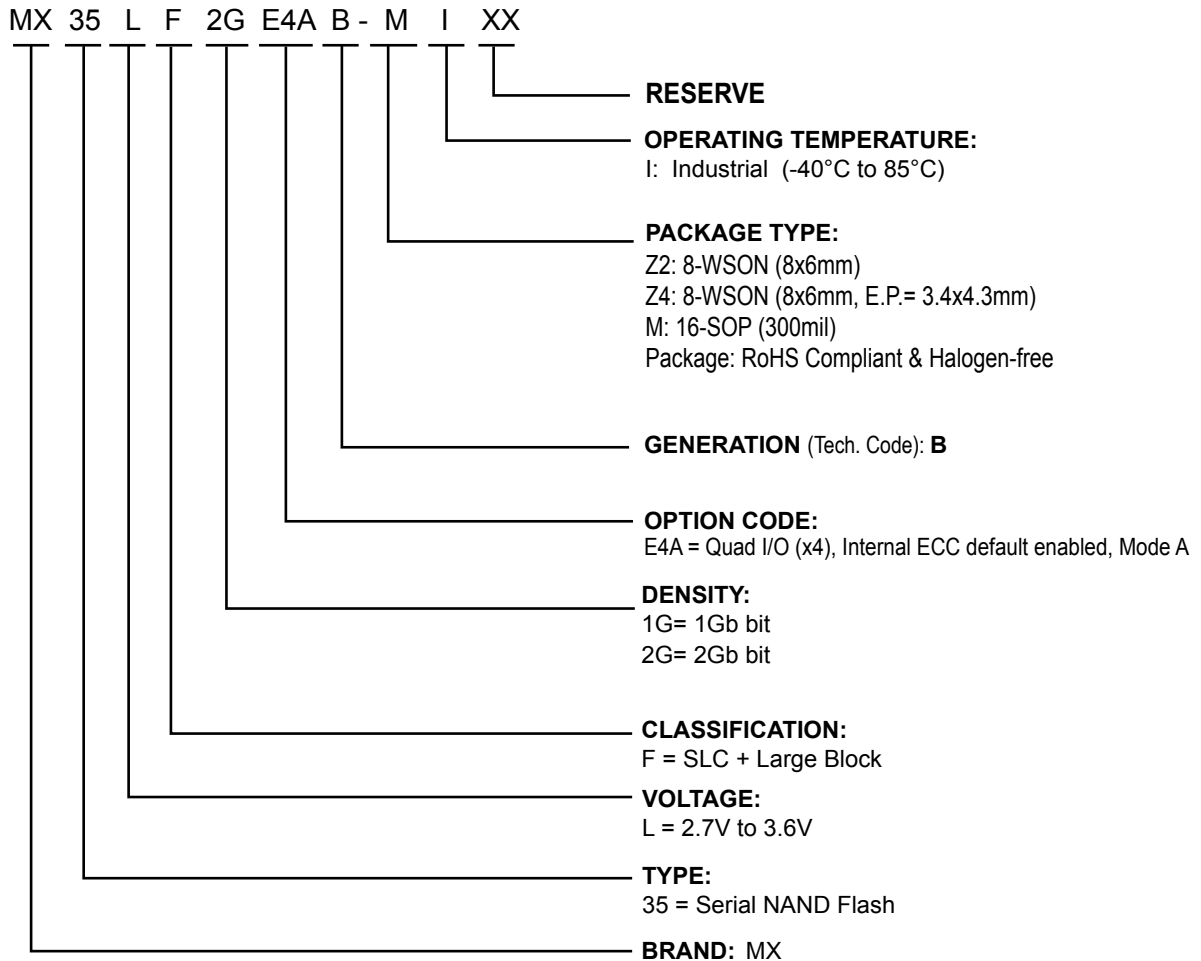 MX 35 L F 2G E4A B - M I XX
RESERVE
OPERATING TEMPERATURE:
I: Industrial (-40°C to 85°C)
PACKAGE TYPE:
Z2: 8-WSON (8x6mm)
Z4: 8-WSON (8x6mm, E.P.= 3.4x4.3mm)
M: 16-SOP (300mil)
Package: RoHS Compliant & Halogen-free
GENERATION (Tech. Code): B
OPTION CODE:
E4A = Quad I/O (x4), Internal ECC default enabled, Mode A
DENSITY:
1G= 1Gb bit
2G= 2Gb bit
CLASSIFICATION:
F = SLC + Large Block
VOLTAGE:
L = 2.7V to 3.6V
TYPE:
35 = Serial NAND Flash
BRAND: MX